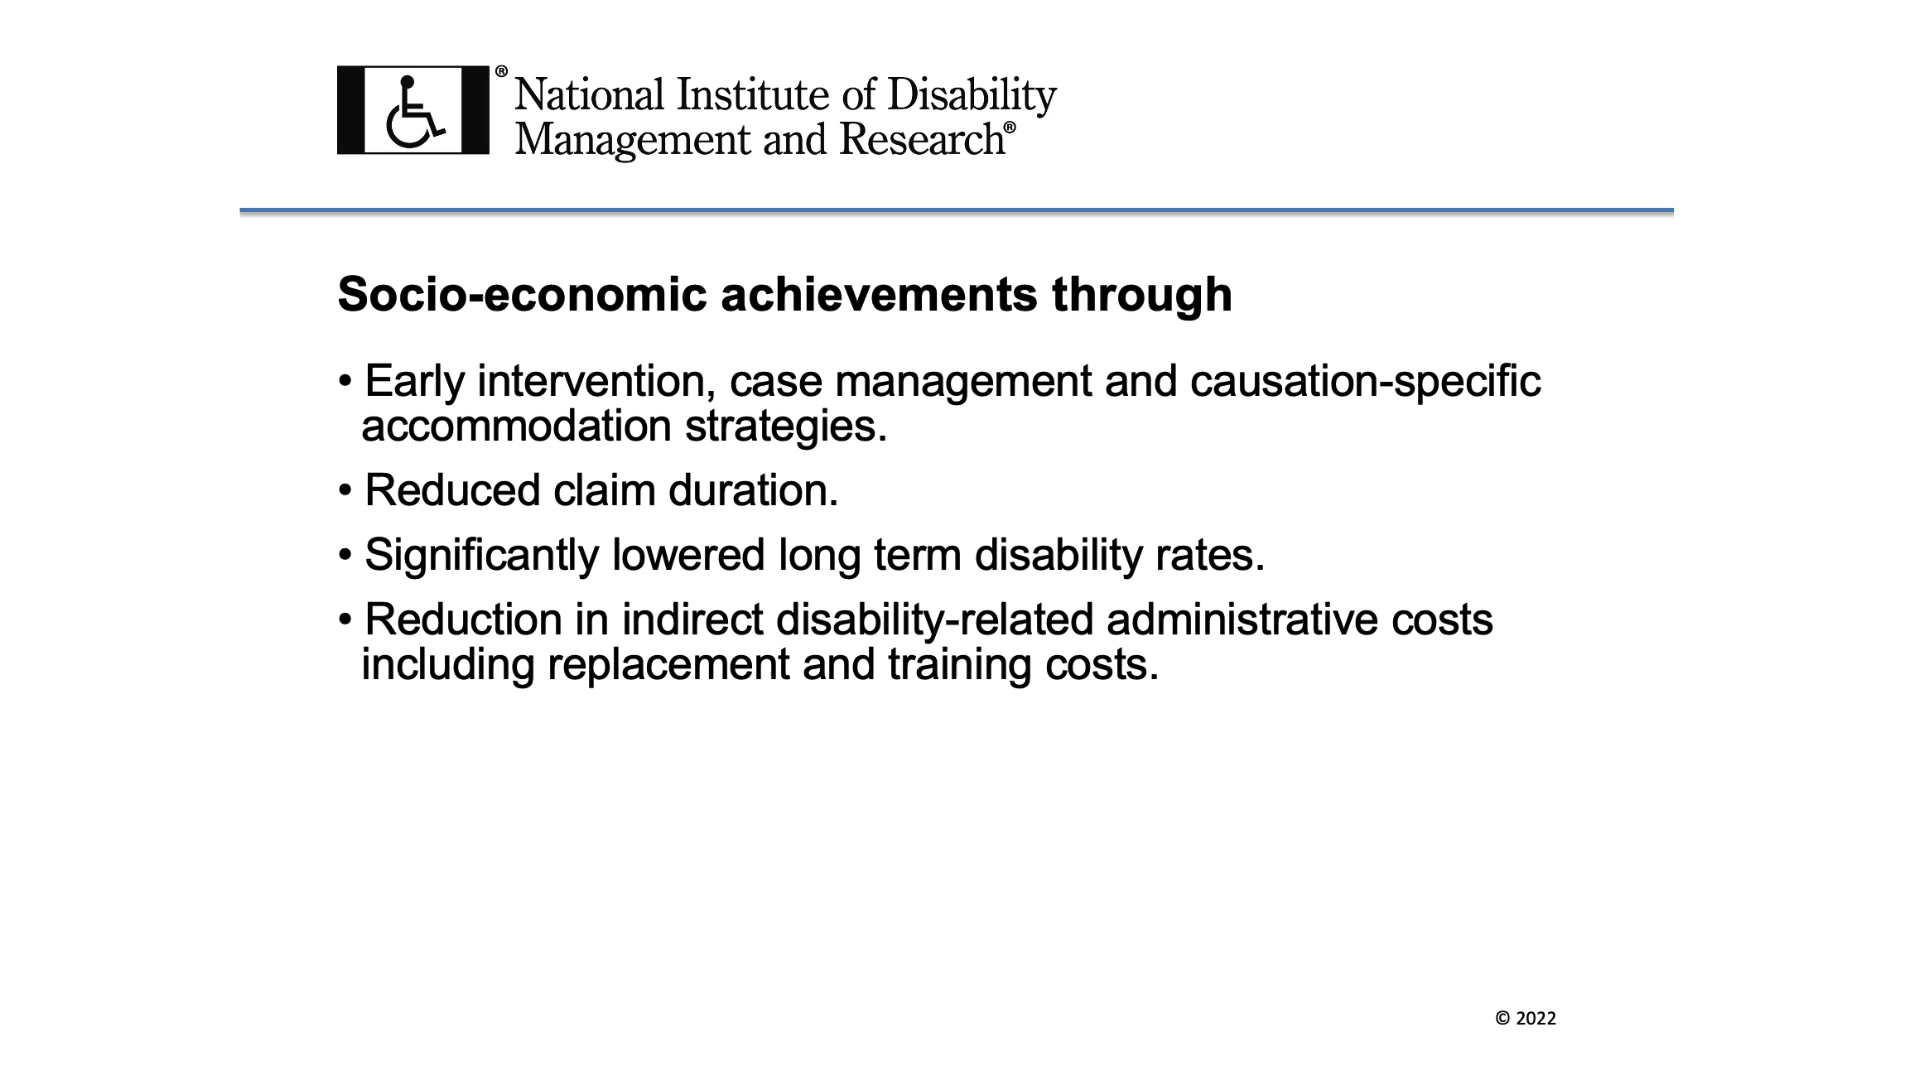 ® National Institute of Disability
Management and Research®
Socio-economic achievements through
• Early intervention, case management and causation-specific
accommodation strategies.
• Reduced claim duration.
• Significantly lowered long term disability rates.
• Reduction in indirect disability-related administrative costs
including replacement and training costs.
© 2022